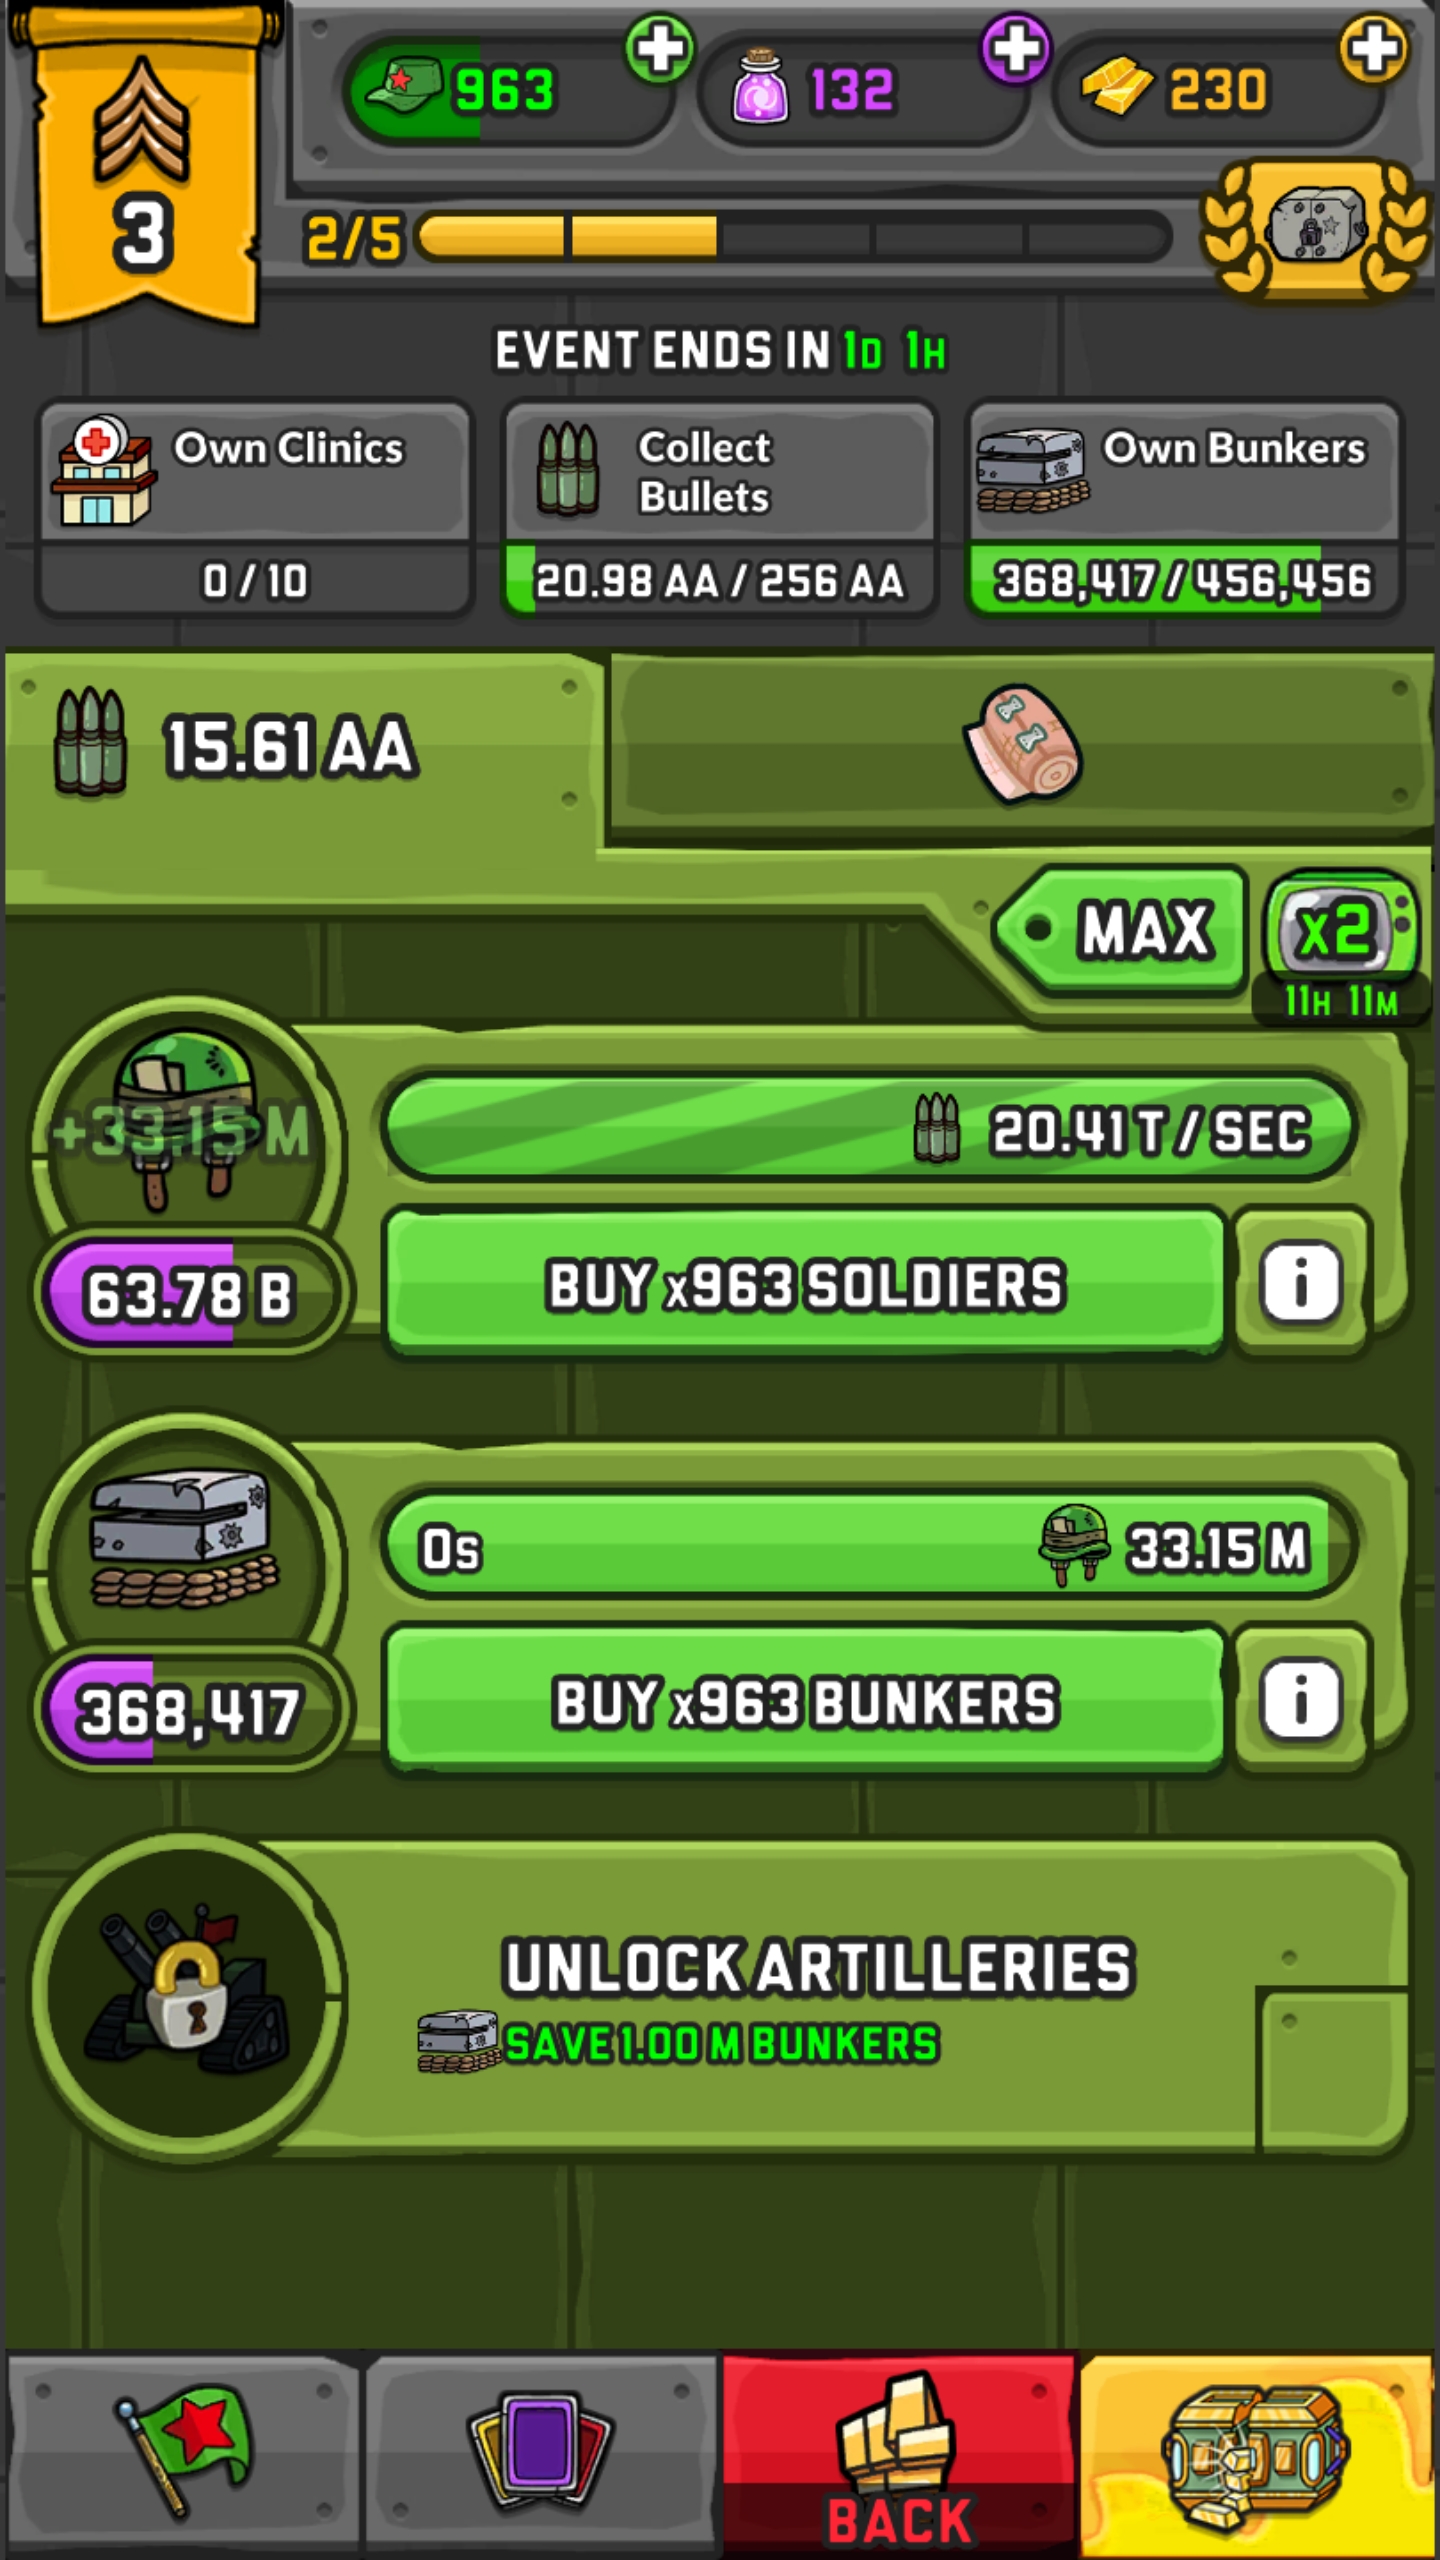 963
132
230
3
2/5
EVENT ENDS IN 1D 1H
Own Clinics
0 / 10
Collect
Bullets
20.98 AA / 256 AA
Own Bunkers
368,417 / 456,456
15.61 AA
MAX
x2
11H 11M
+33.15 M
20.41 T / SEC
63.78 B
BUY x963 SOLDIERS
i
0s
33.15 M
368,417
BUY x963 BUNKERS
i
UNLOCK ARTILLERIES
SAVE 1.00 M BUNKERS
BACK